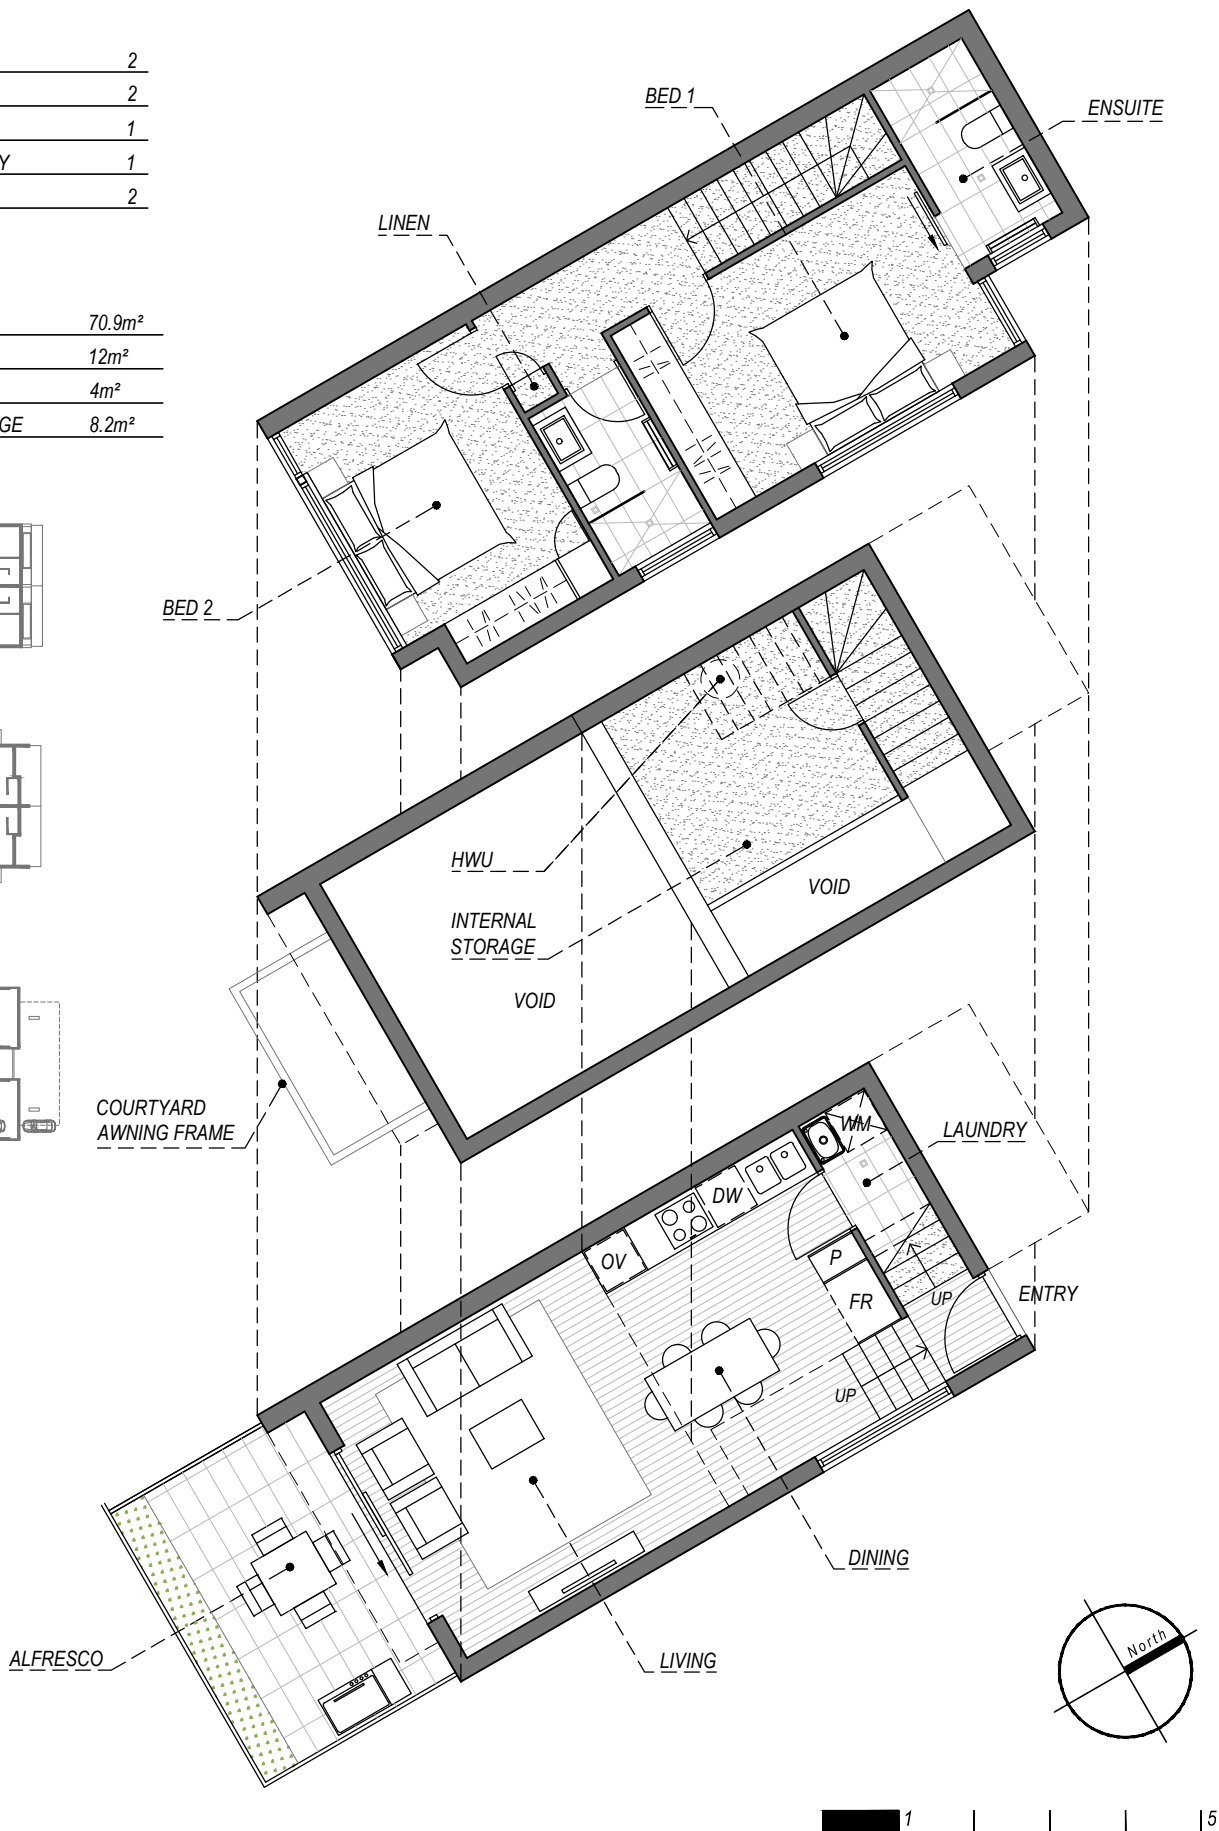 2
2
1
Y 1
2
70.9m²
12m²
4m²
GE 8.2m²
BED 1
ENSUITE
LINEN
BED 2
HWU
INTERNAL
STORAGE
VOID
VOID
COURTYARD
AWNING FRAME
WM
LAUNDRY
DW
OV
P
FR
UP
ENTRY
UP
DINING
LIVING
ALFRESCO
North
1 5